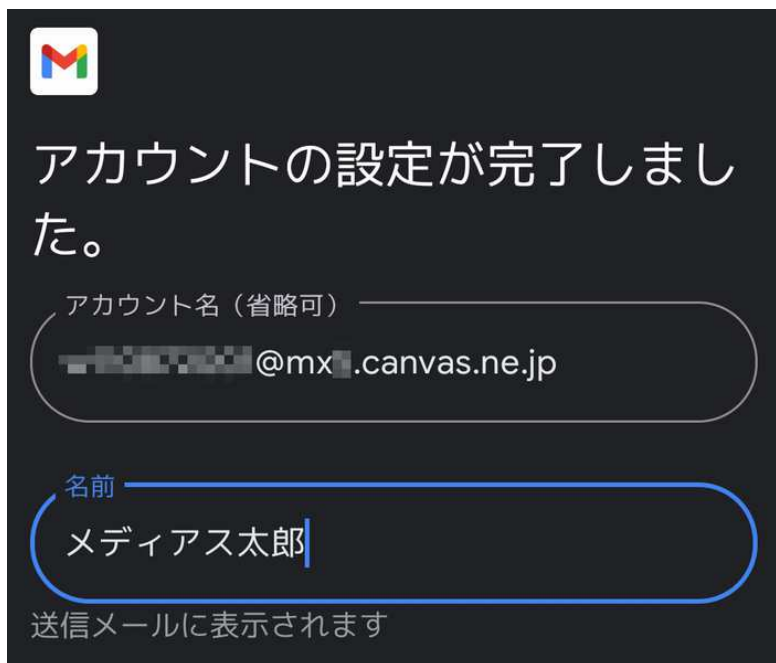 アカウントの設定が完了しまし
た。
アカウント名（省略可）
@mx .canvas.ne.jp
名前
メディアス太郎
送信メールに表示されます